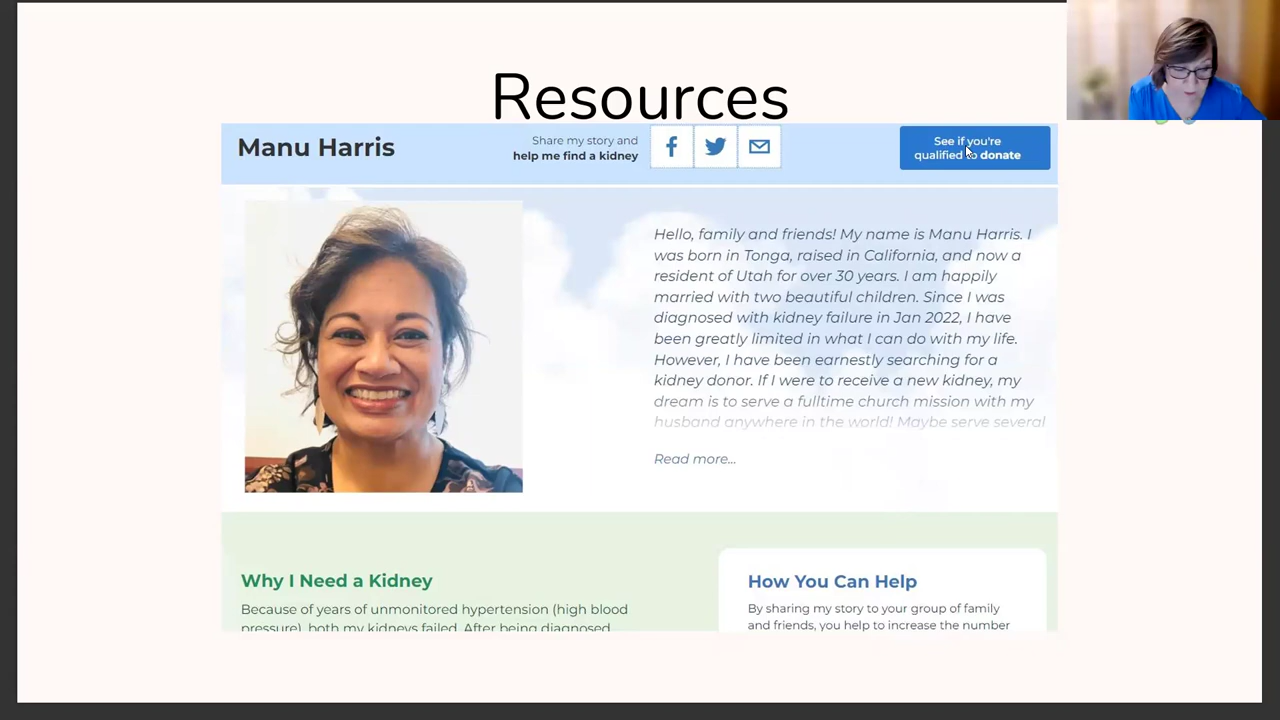 Resources
Manu Harris
Share my story and
help me find a kidney
See if you're
qualified to donate
Hello, family and friends! My name is Manu Harris. I
was born in Tonga, raised in California, and now a
resident of Utah for over 30 years. I am happily
married with two beautiful children. Since I was
diagnosed with kidney failure in Jan 2022, I have
been greatly limited in what I can do with my life.
However, I have been earnestly searching for a
kidney donor. If I were to receive a new kidney, my
dream is to serve a fulltime church mission with my
husband anywhere in the world! Maybe serve several
Read more...
Why I Need a Kidney
Because of years of unmonitored hypertension (high blood
pressure), both my kidneys failed. After being diagnosed
How You Can Help
By sharing my story to your group of family
and friends, you help to increase the number